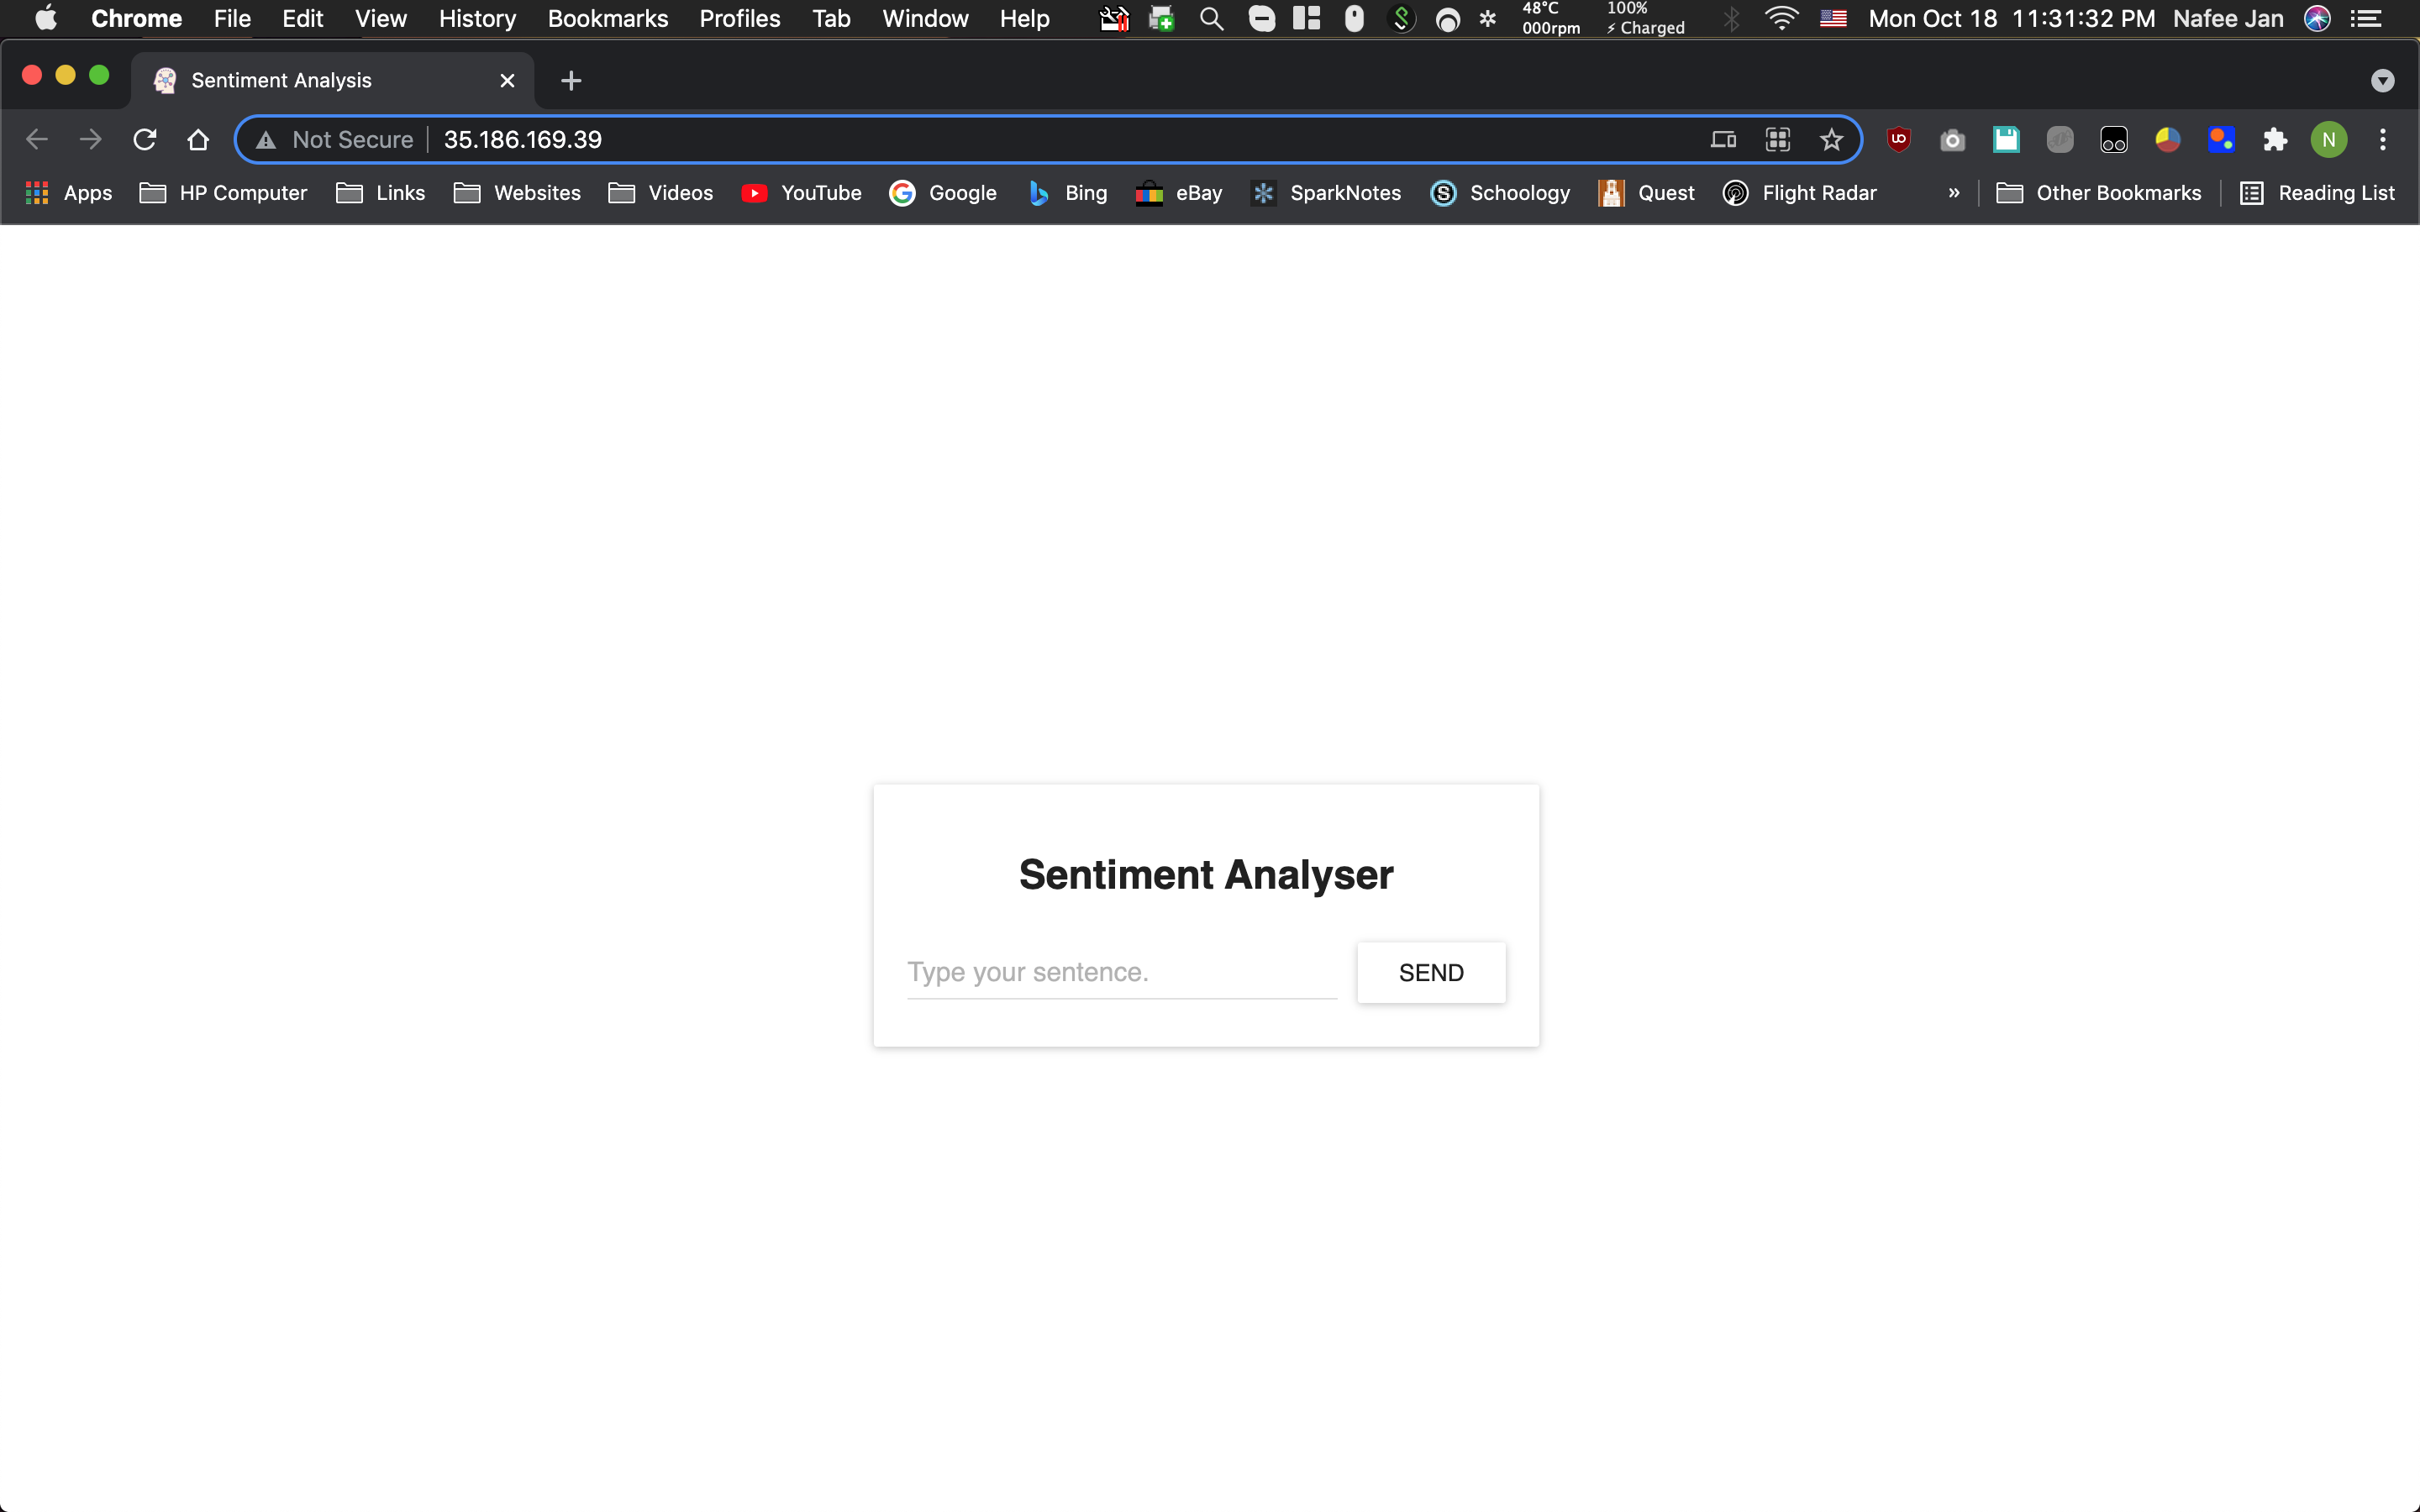 Chrome File Edit View History Bookmarks Profiles Tab Window Help 48°C 000rpm 100% Charged Mon Oct 18 11:31:32 PM Nafee Jan
Sentiment Analysis
Not Secure 35.186.169.39 N
Apps HP Computer Links Websites Videos YouTube Google Bing eBay SparkNotes Schoology Quest Flight Radar » Other Bookmarks Reading List
Sentiment Analyser
Type your sentence. SEND